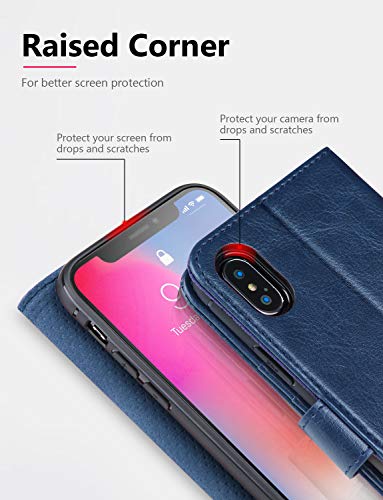 Raised Corner
For better screen protection
Protect your camera from
drops and scratches
Protect your screen from
drops and scratches
Tuesda